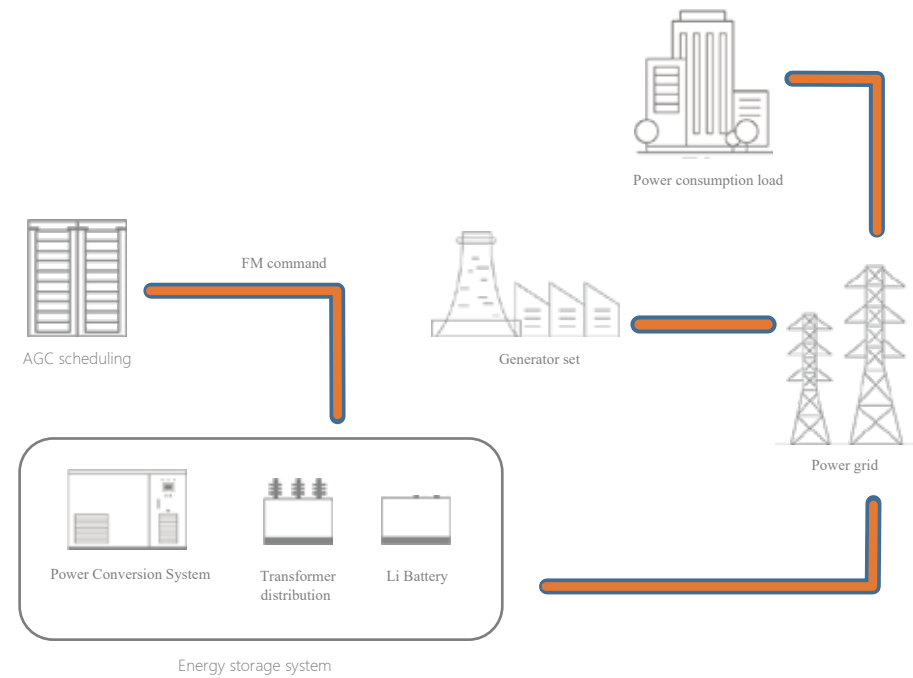 Power consumption load
FM command
AGC scheduling
Generator set
Power grid
Power Conversion System
Transformer
distribution
Li Battery
Energy storage system